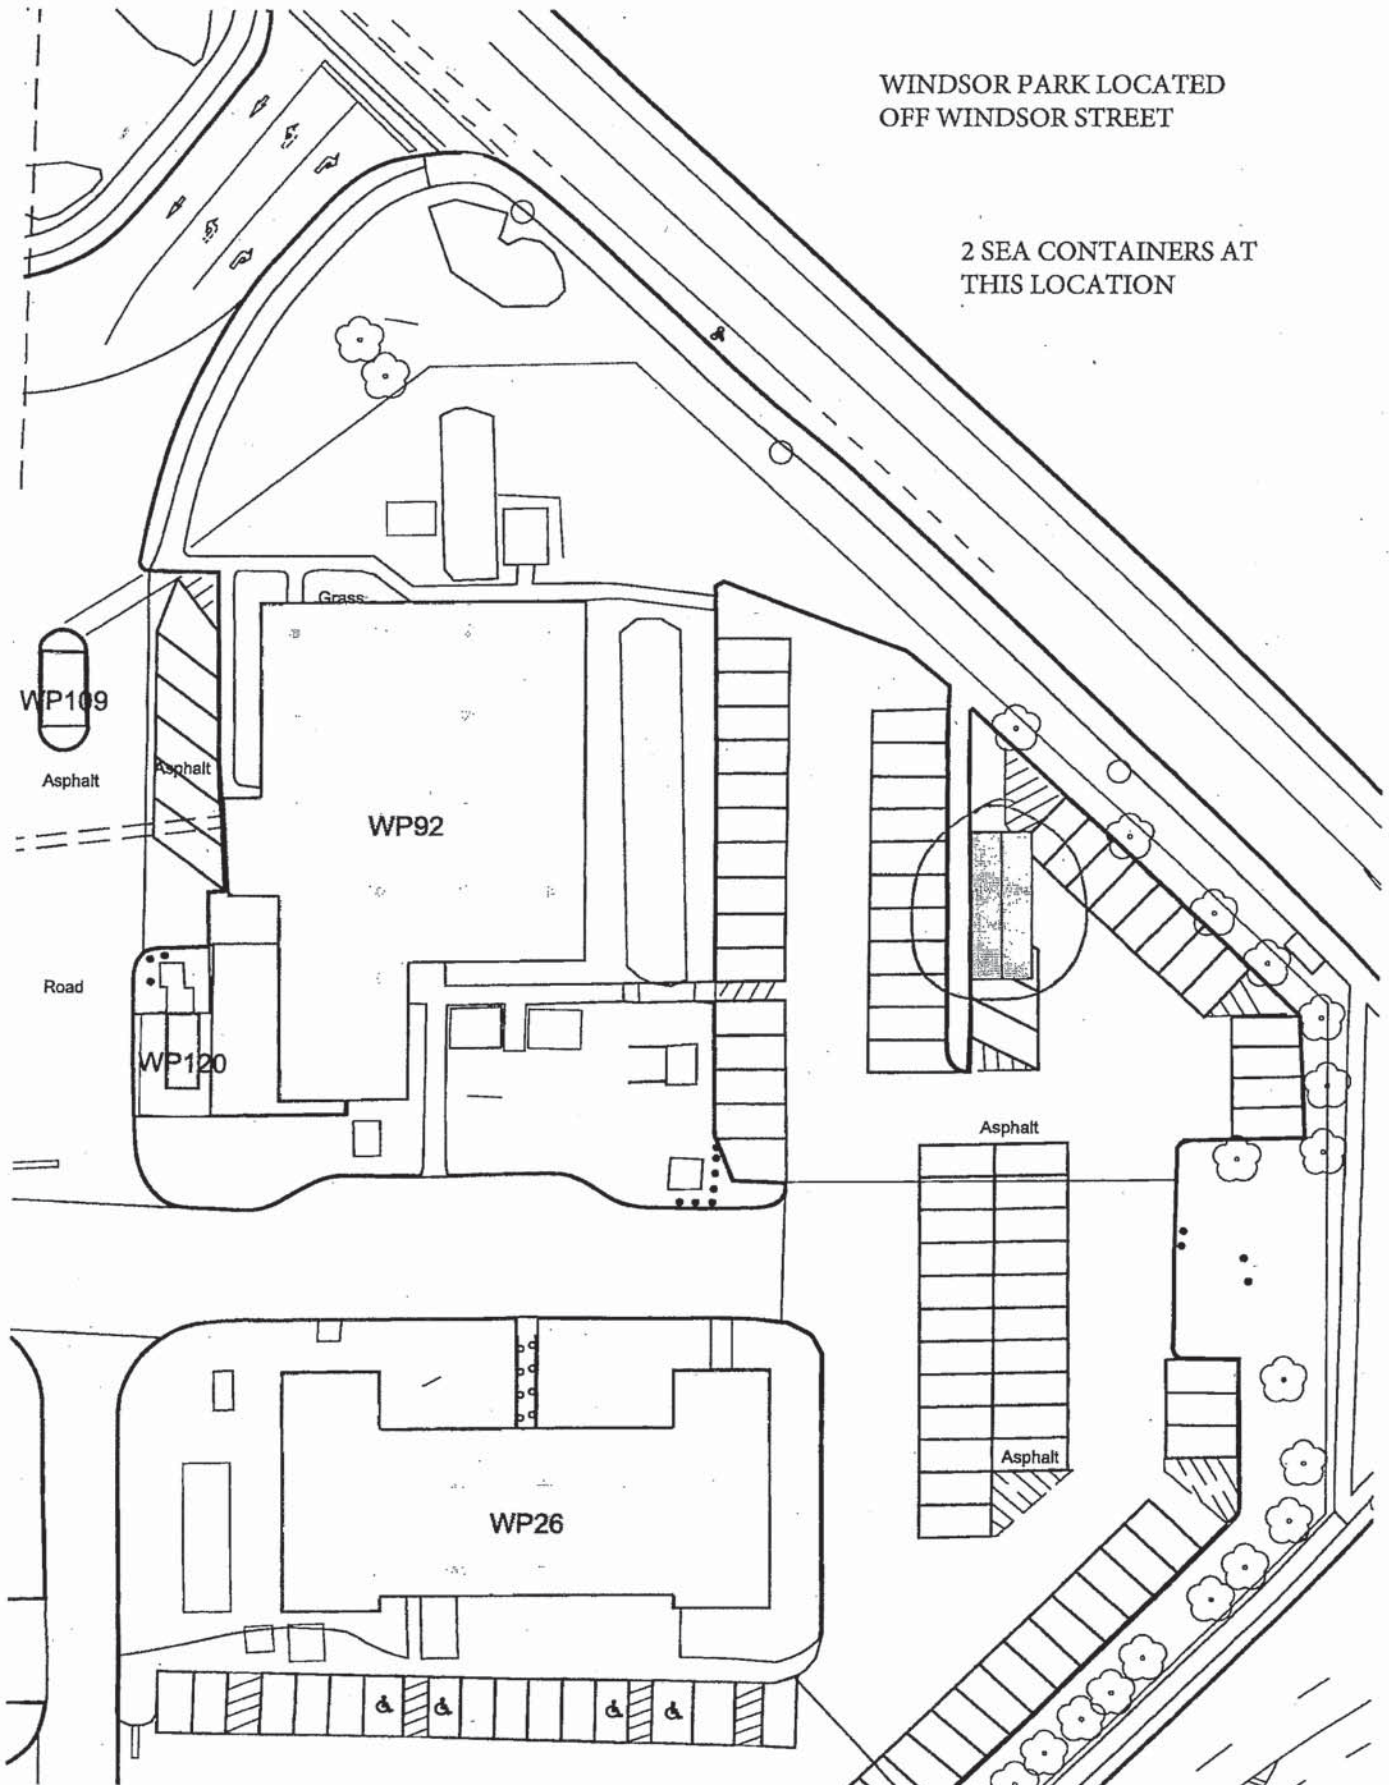 WINDSOR PARK LOCATED
OFF WINDSOR STREET
2 SEA CONTAINERS AT
THIS LOCATION
Grass
WP109
Asphalt
Asphalt
WP92
Road
WP120
Asphalt
Asphalt
WP26